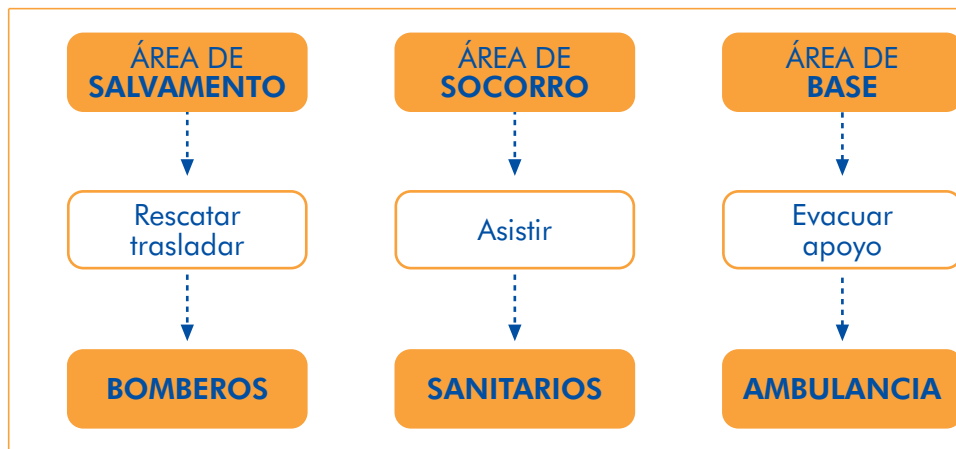 ÁREA DE
SALVAMENTO
Rescatar
trasladar
BOMBEROS
ÁREA DE
SOCORRO
Asistir
SANITARIOS
ÁREA DE
BASE
Evacuar
apoyo
AMBULANCIA